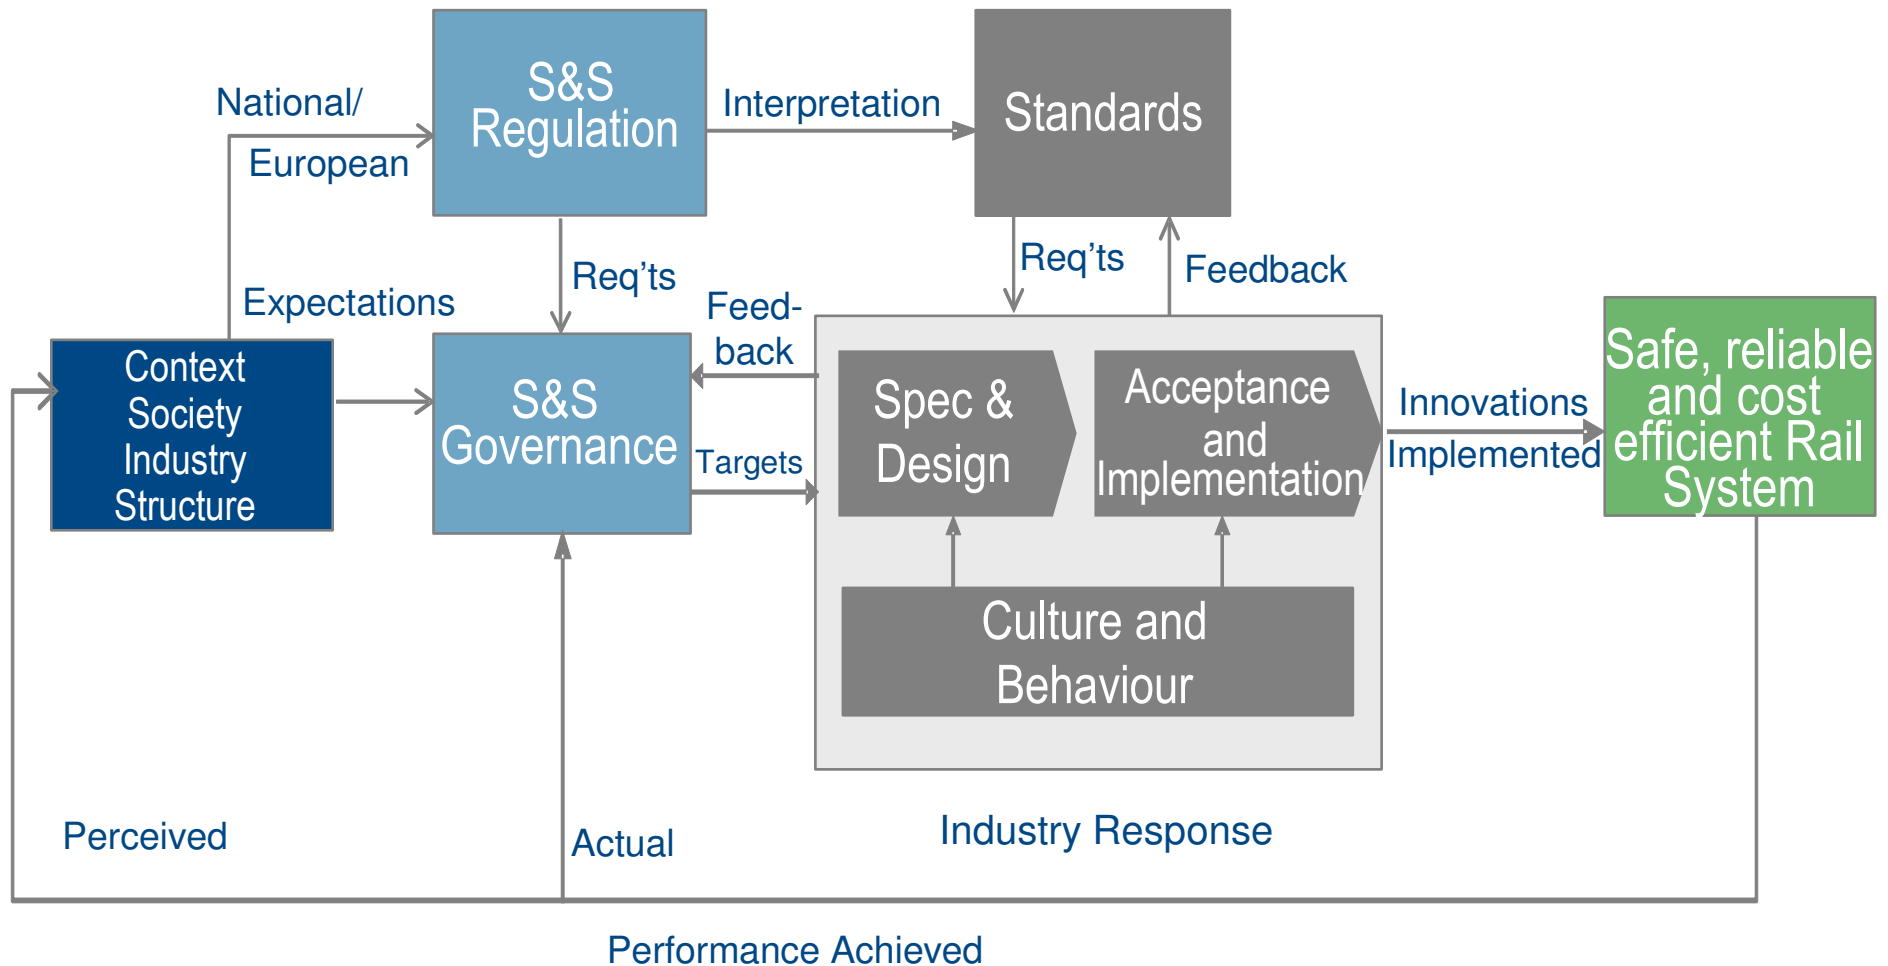 National/
European
S&S
Regulation
Interpretation
Standards
Req'ts
Req'ts
Feedback
Expectations
Feed-
back
Context
Society
Industry
Structure
S&S
Governance
Targets
Spec &
Design
Acceptance
and
Implementation
Innovations
Implemented
Safe, reliable
and cost
efficient Rail
System
Culture and
Behaviour
Perceived
Actual
Industry Response
Performance Achieved